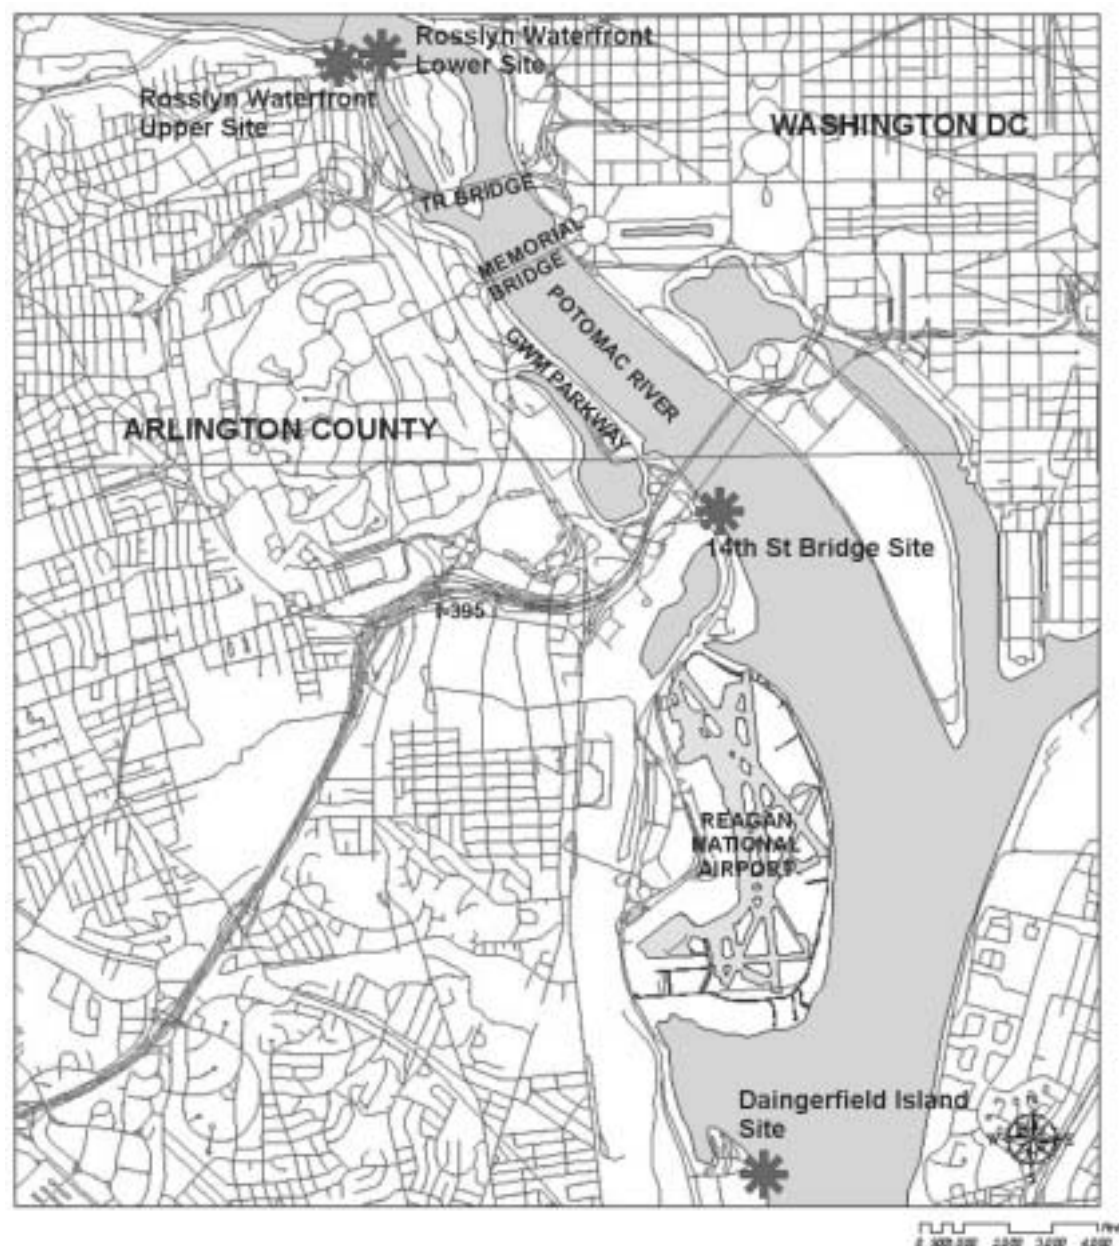 Rosslyn Waterfront
Lower Site
Rosslyn Waterfront
Upper Site
WASHINGTON DC
TR BRIDGE
MEMORIAL
BRIDGE
POTOMAC RIVER
GWM PARKWAY
ARLINGTON COUNTY
14th St Bridge Site
I-395
REAGAN
NATIONAL
AIRPORT
Daingerfield Island
Site